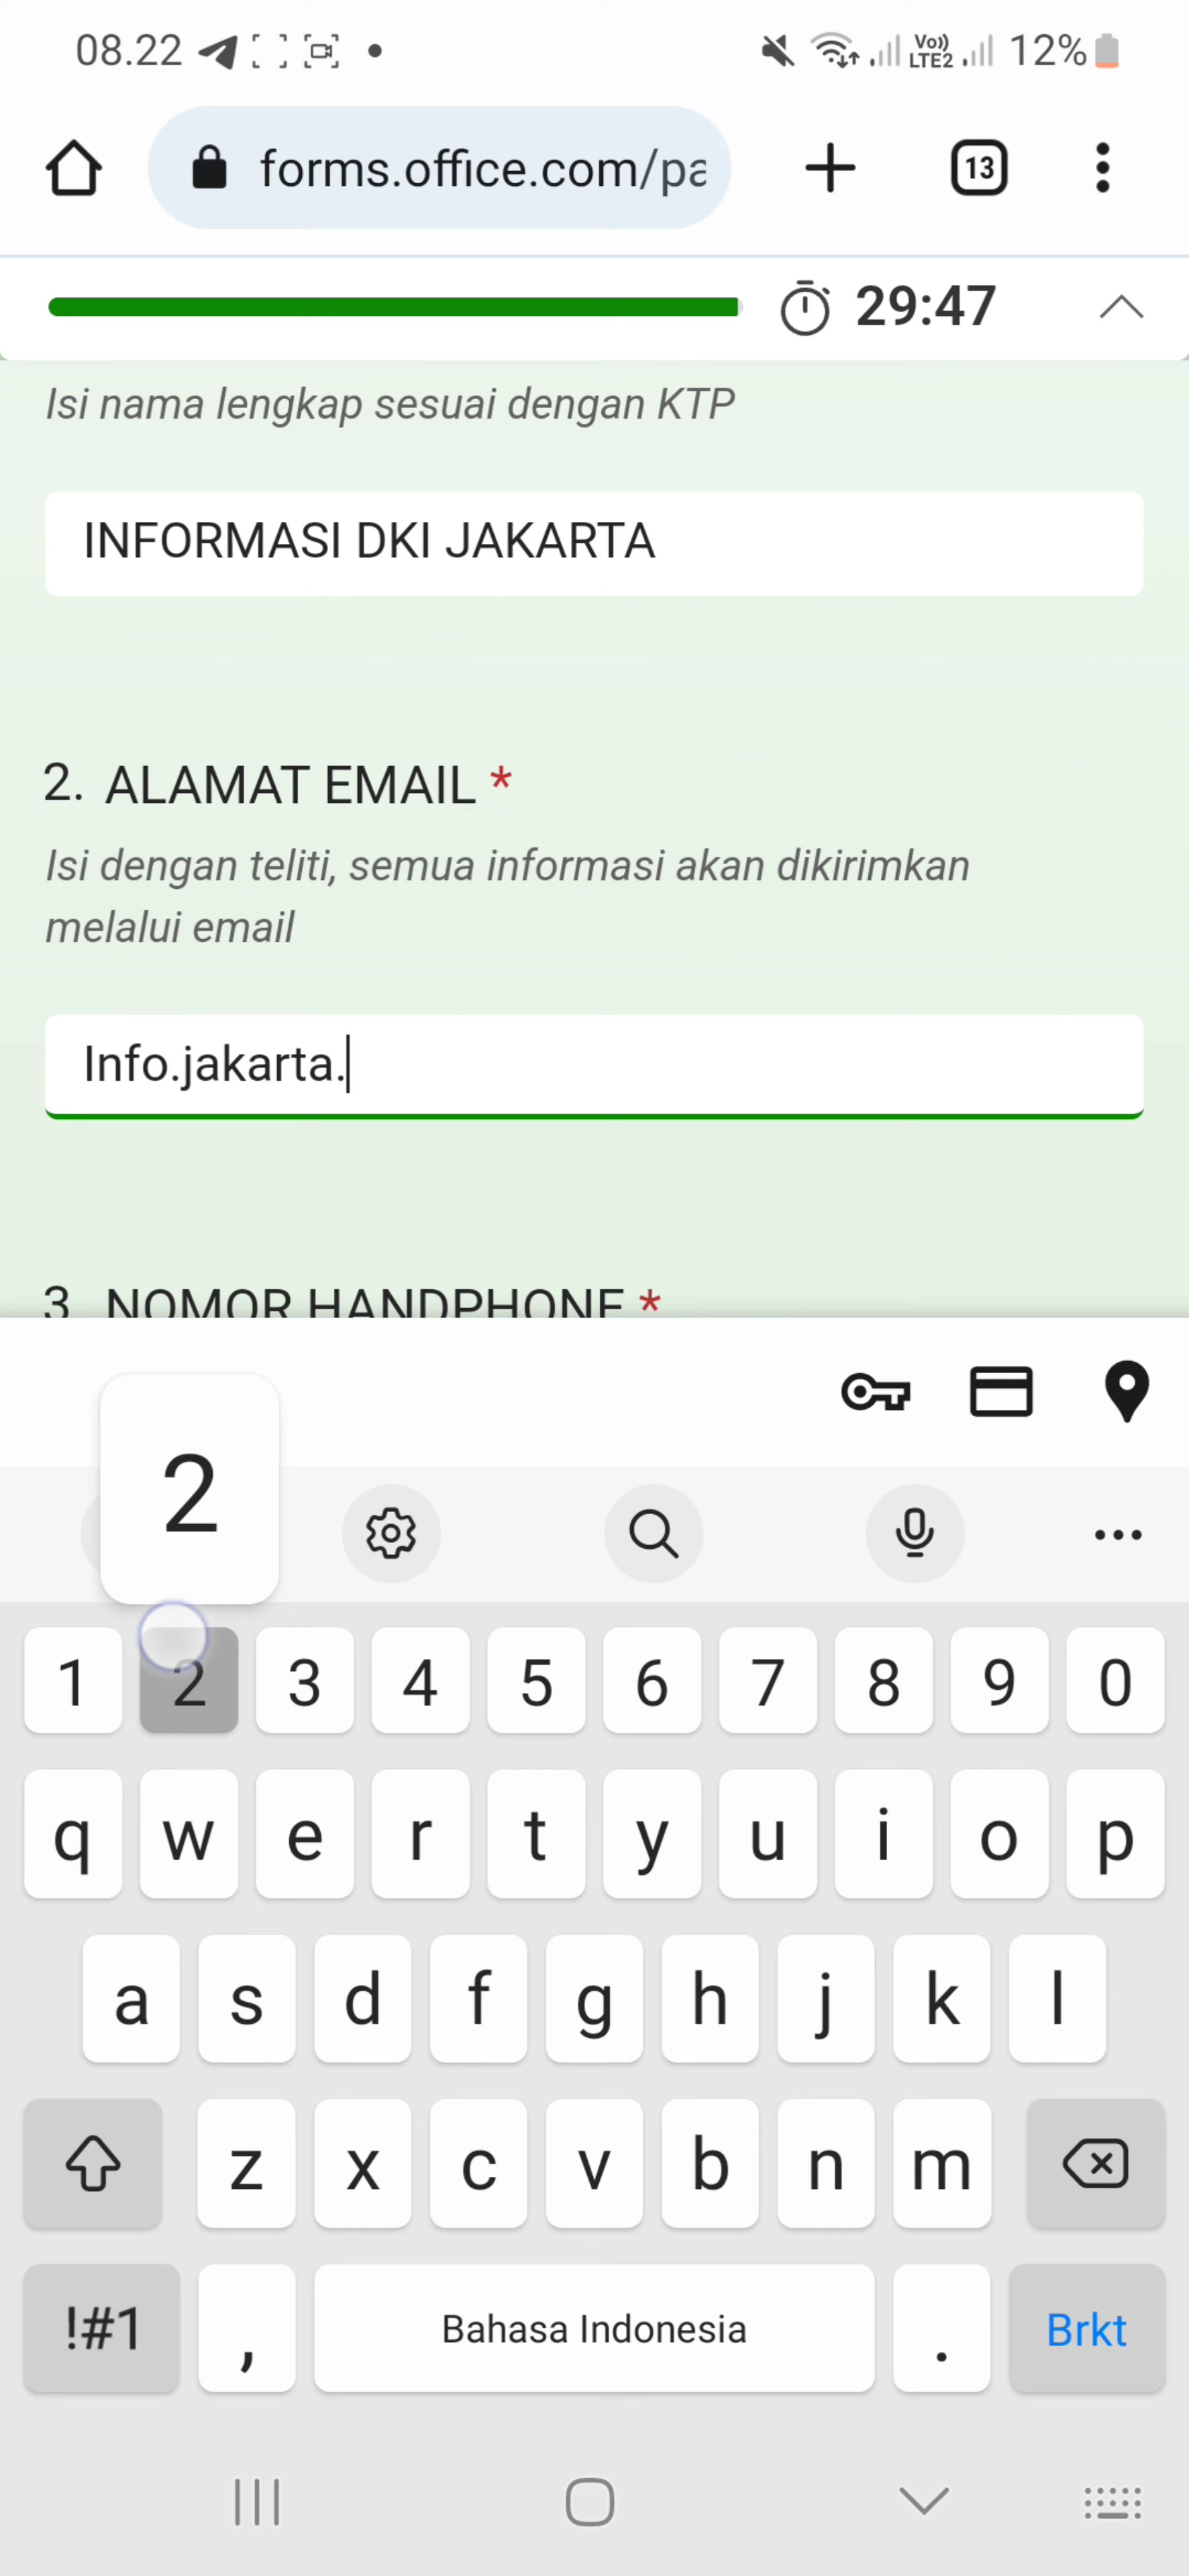 08.22
Vo))
LTE2
12%
forms.office.com/pa
13
29:47
Isi nama lengkap sesuai dengan KTP
INFORMASI DKI JAKARTA
2. ALAMAT EMAIL *
Isi dengan teliti, semua informasi akan dikirimkan
melalui email
Info.jakarta.
3. NOMOR HANDPHONE *
2
1 2 3 4 5 6 7 8 9 0
q w e r t y u i o p
a s d f g h j k l
z x c v b n m
!#1 , Bahasa Indonesia . Brkt